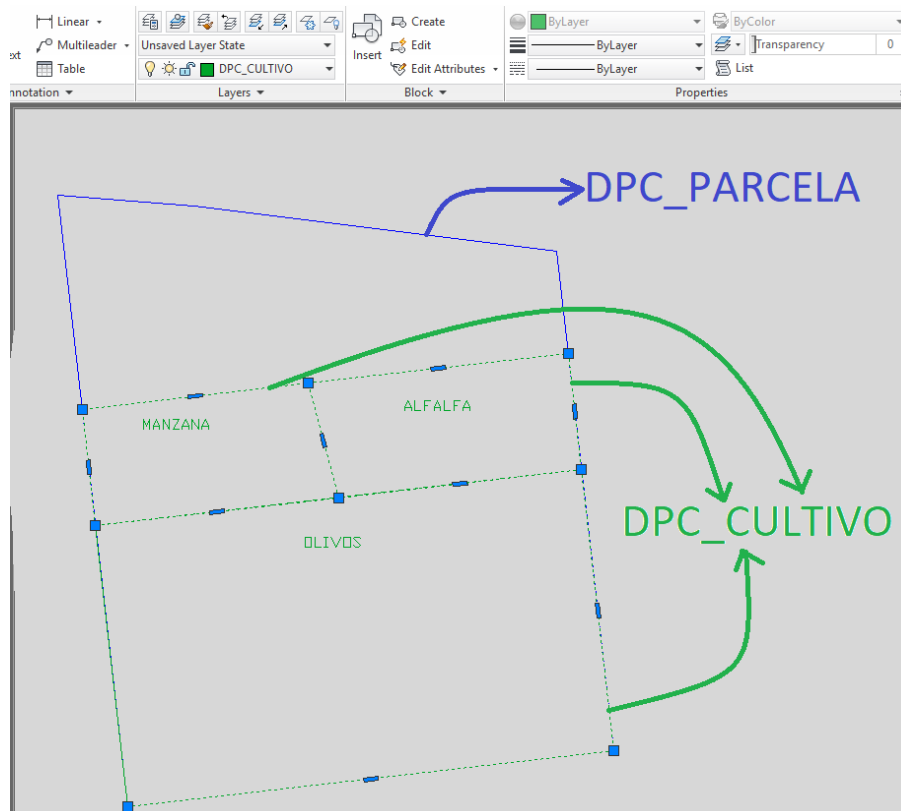 Linear
Create
ByLayer
ByColor
ext
Multileader
Unsaved Layer State
Insert
Edit
ByLayer
Transparency
0
Table
DPC_CULTIVO
Edit Attributes
ByLayer
List
nnotation
Layers
Block
Properties
DPC_PARCELA
ALFALFA
MANZANA
DPC_CULTIVO
OLIVOS